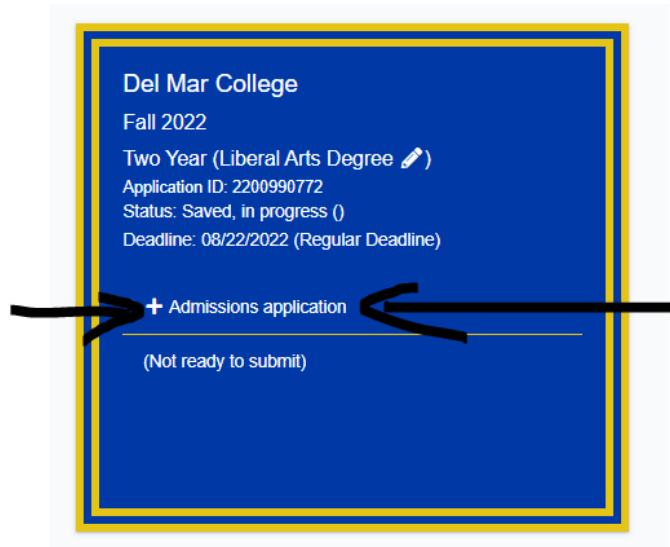 Del Mar College
Fall 2022
Two Year (Liberal Arts Degree )
Application ID: 2200990772
Status: Saved, in progress ()
Deadline: 08/22/2022 (Regular Deadline)
+ Admissions application
(Not ready to submit)